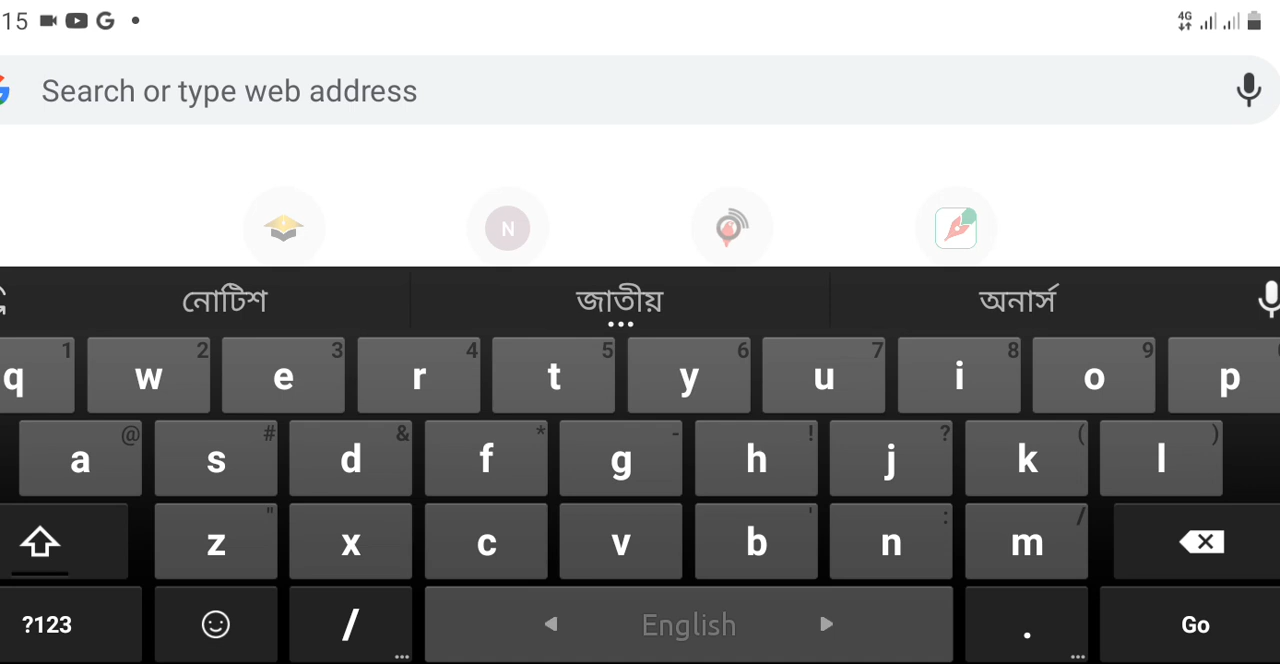 15 G 4G
Search or type web address
N
নোটিশ জাতীয় অনার্স
q 1 w 2 e 3 r 4 t 5 y 6 u 7 i 8 o 9 p
a @ s # d & f * g - h ! j ? k ( l )
z " x c v b ' n : m /
?123 / ... English . ... Go